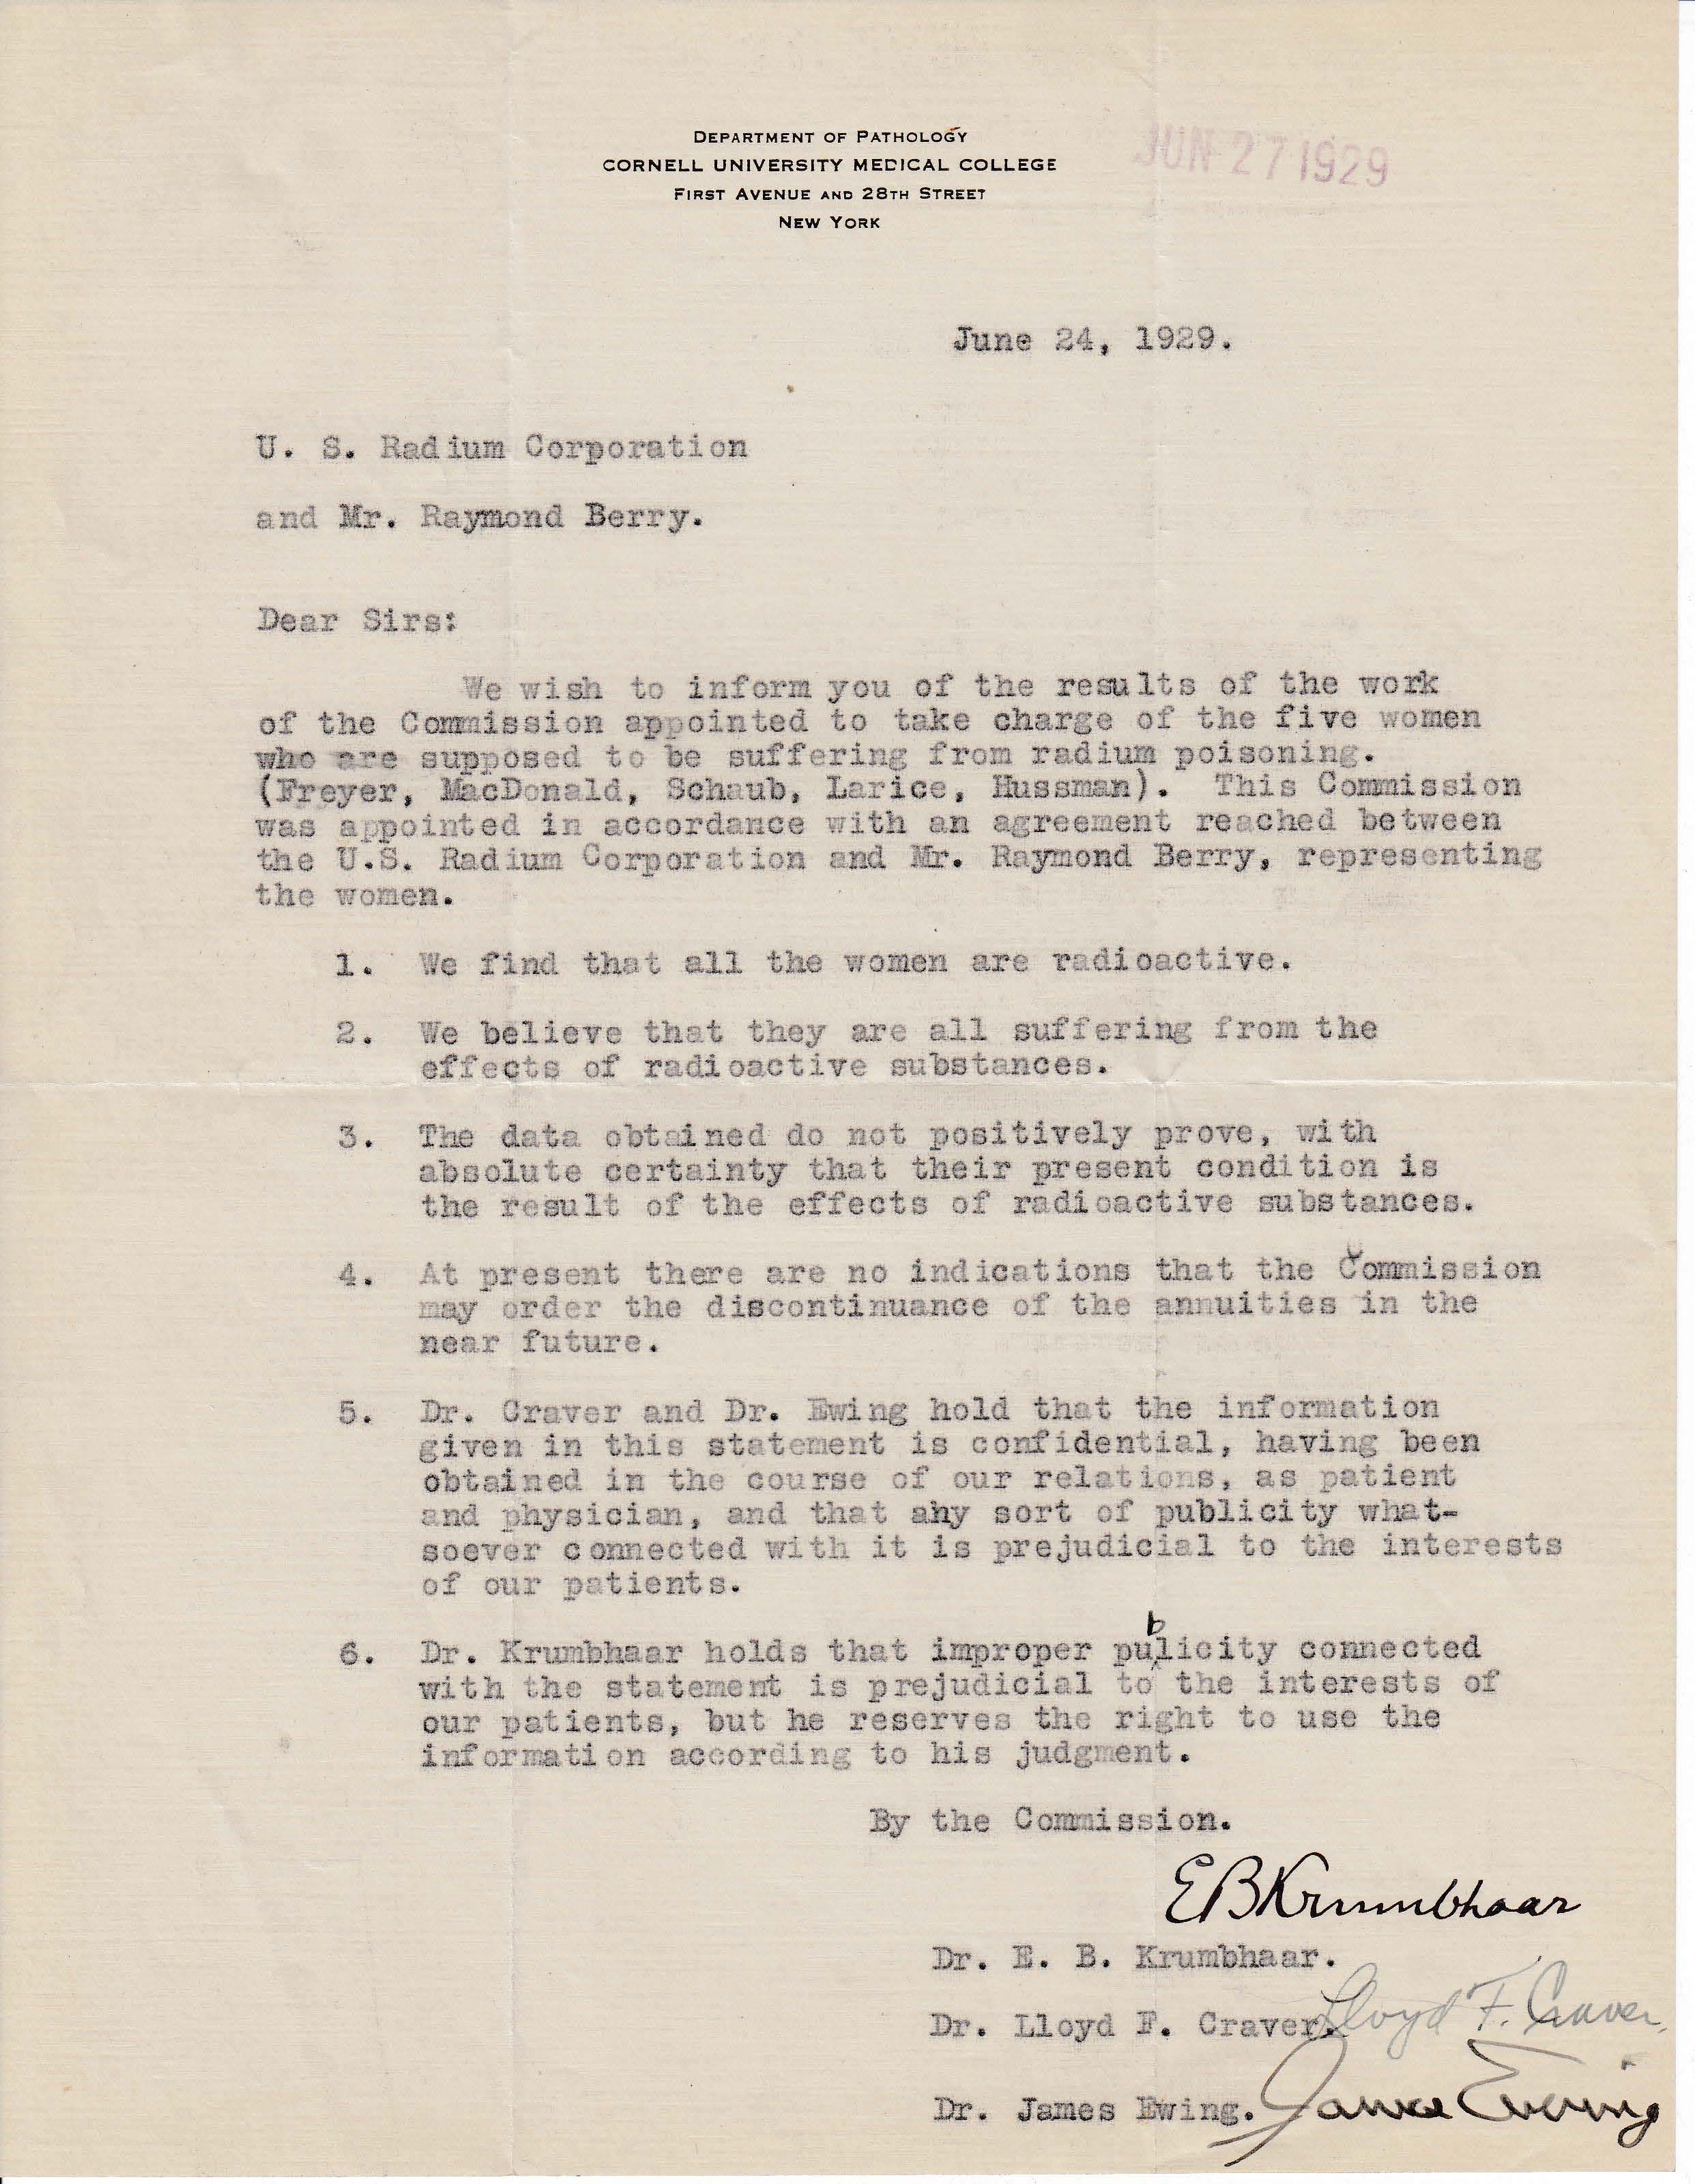 DEPARTMENT OF PATHOLOGY
CORNELL UNIVERSITY MEDICAL COLLEGE
FIRST AVENUE AND 28TH STREET
NEW YORK
JUN 27 1929
June 24, 1929.
U. S. Radium Corporation
and Mr. Raymond Berry.
Dear Sirs:
We wish to inform you of the results of the work
of the Commission appointed to take charge of the five women
who are supposed to be suffering from radium poisoning.
(Freyer, MacDonald, Schaub, Larice, Hussman). This Commission
was appointed in accordance with an agreement reached between
the U.S. Radium Corporation and Mr. Raymond Berry, representing
the women.
1. We find that all the women are radioactive.
2. We believe that they are all suffering from the
effects of radioactive substances.
3. The data obtained do not positively prove, with
absolute certainty that their present condition is
the result of the effects of radioactive substances.
4. At present there are no indications that the Commission
may order the discontinuance of the annuities in the
near future.
5. Dr. Craver and Dr. Ewing hold that the information
given in this statement is confidential, having been
obtained in the course of our relations, as patient
and physician, and that any sort of publicity what-
soever connected with it is prejudicial to the interests
of our patients.
6. Dr. Krumbhaar holds that improper publicity connected
with the statement is prejudicial to the interests of
our patients, but he reserves the right to use the
information according to his judgment.
By the Commission.
E B Krumbhaar
Dr. E. B. Krumbhaar.
Dr. Lloyd F. Craver. Lloyd F. Craver.
Dr. James Ewing. James Ewing